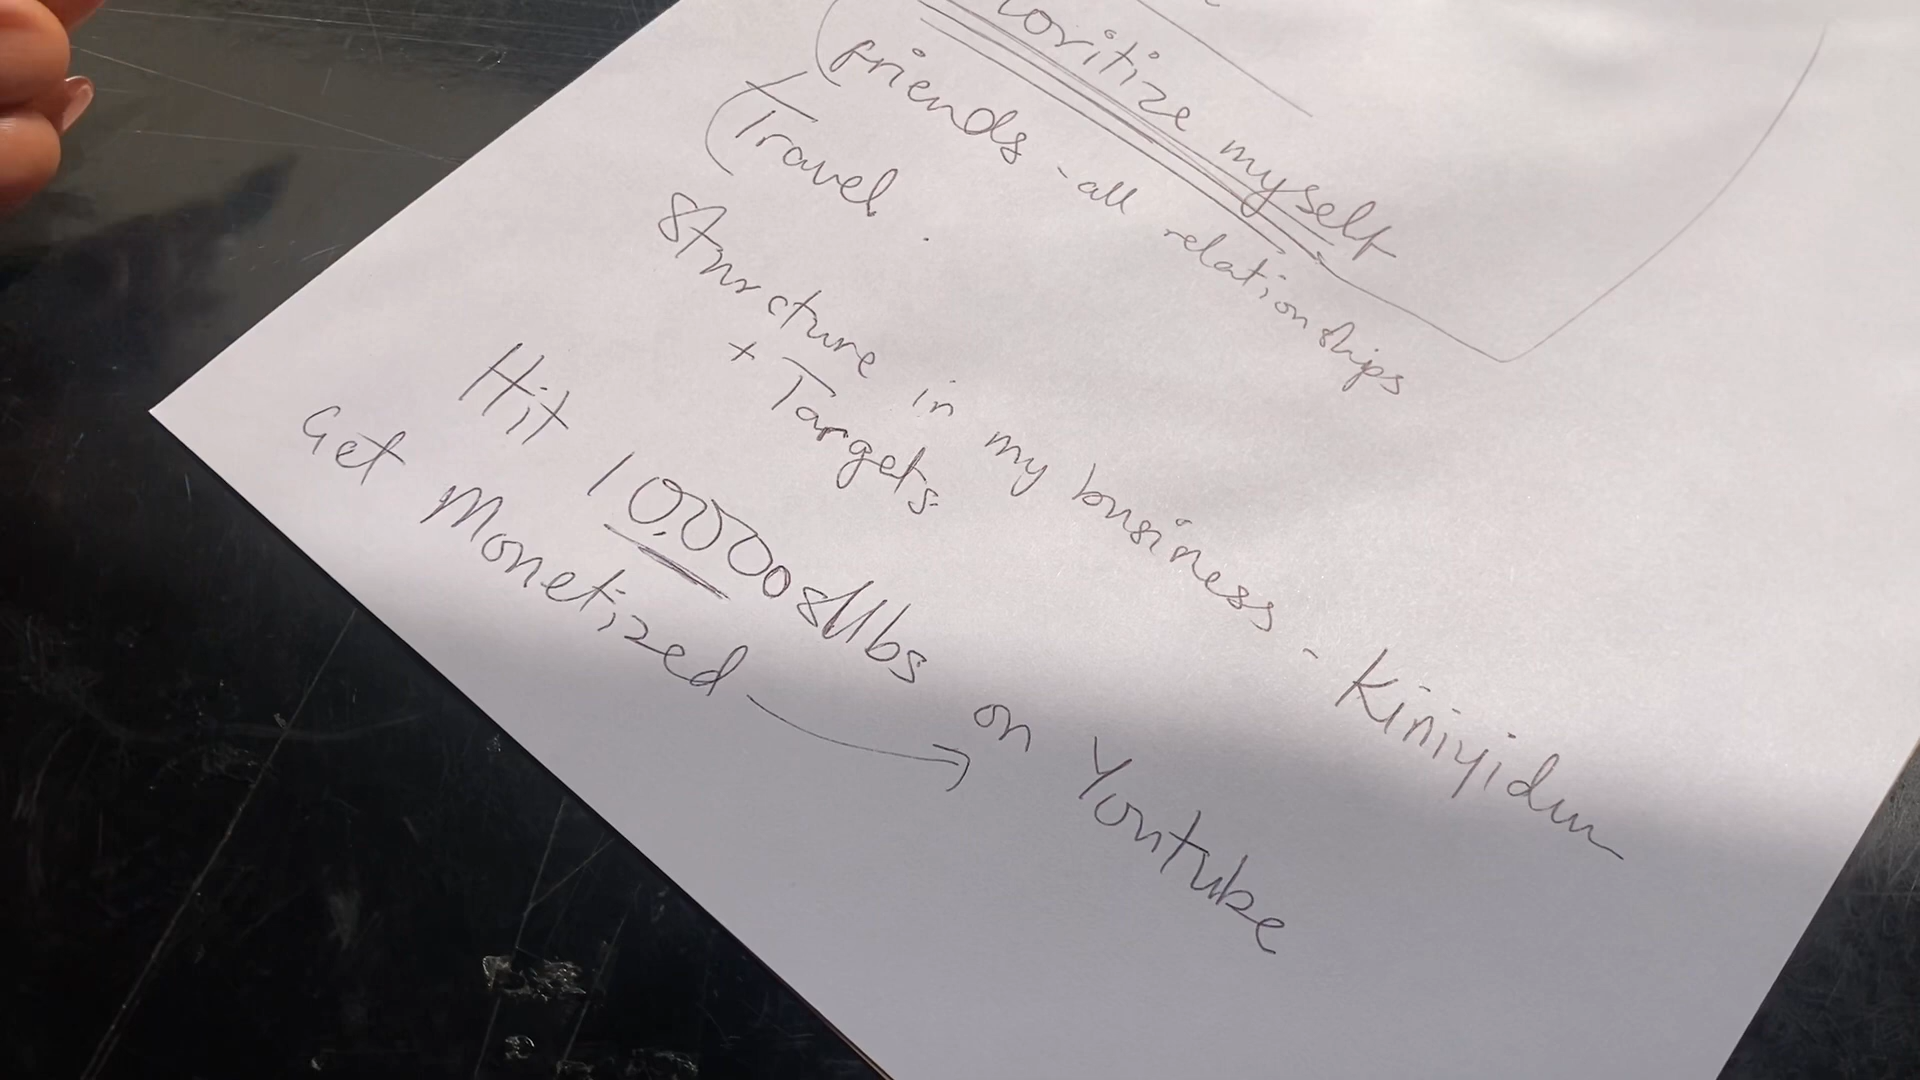 oritize myself
friends - all relationships
Travel.
Structure in my business - Kiniyidun
+ Targets.
Hit 10,000 subs on Youtube
Get Monetized →